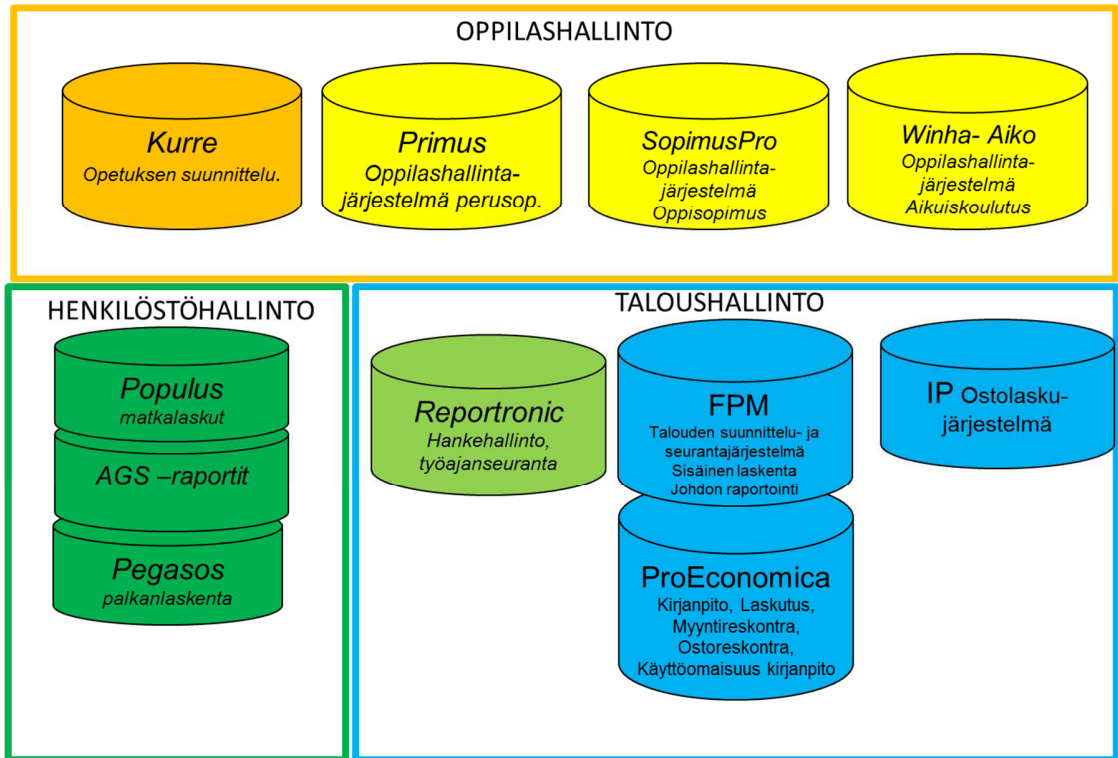 OPPILASHALLINTO
Kurre
Opetuksen suunnittelu.
Primus
Oppilashallinta-
järjestelmä perusop.
SopimusPro
Oppilashallinta-
järjestelmä
Oppisopimus
Winha- Aiko
Oppilashallinta-
järjestelmä
Aikuiskoulutus
HENKILÖSTÖHALLINTO
Populus
matkalaskut
AGS –raportit
Pegasos
palkanlaskenta
TALOUSHALLINTO
Reportronic
Hankehallinto,
työajanseuranta
FPM
Talouden suunnittelu- ja
seurantajärjestelmä
Sisäinen laskenta
Johdon raportointi
IP Ostolasku-
järjestelmä
ProEconomica
Kirjanpito, Laskutus,
Myyntireskontra,
Ostoreskontra,
Käyttöomaisuus kirjanpito